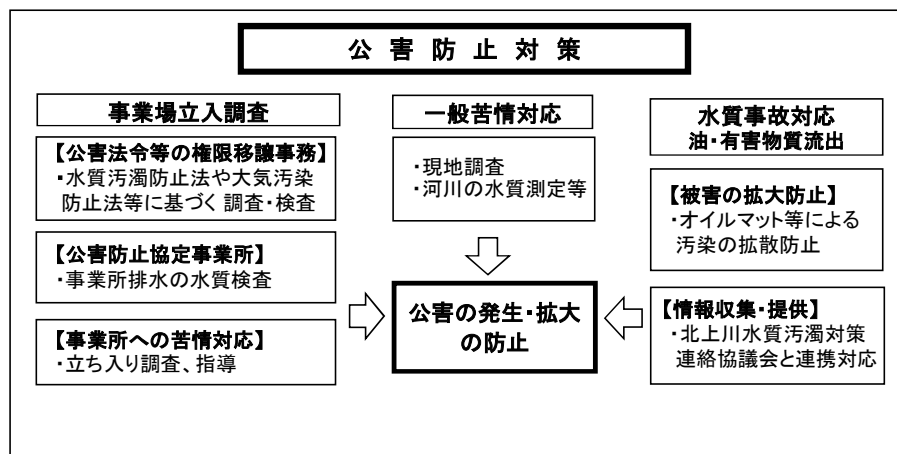 公害防止対策
事業場立入調査
【公害法令等の権限移譲事務】
・水質汚濁防止法や大気汚染
防止法等に基づく調査・検査
【公害防止協定事業所】
・事業所排水の水質検査
【事業所への苦情対応】
・立ち入り調査、指導
一般苦情対応
・現地調査
・河川の水質測定等
公害の発生・拡大
の防止
水質事故対応
油・有害物質流出
【被害の拡大防止】
・オイルマット等による
汚染の拡散防止
【情報収集・提供】
・北上川水質汚濁対策
連絡協議会と連携対応